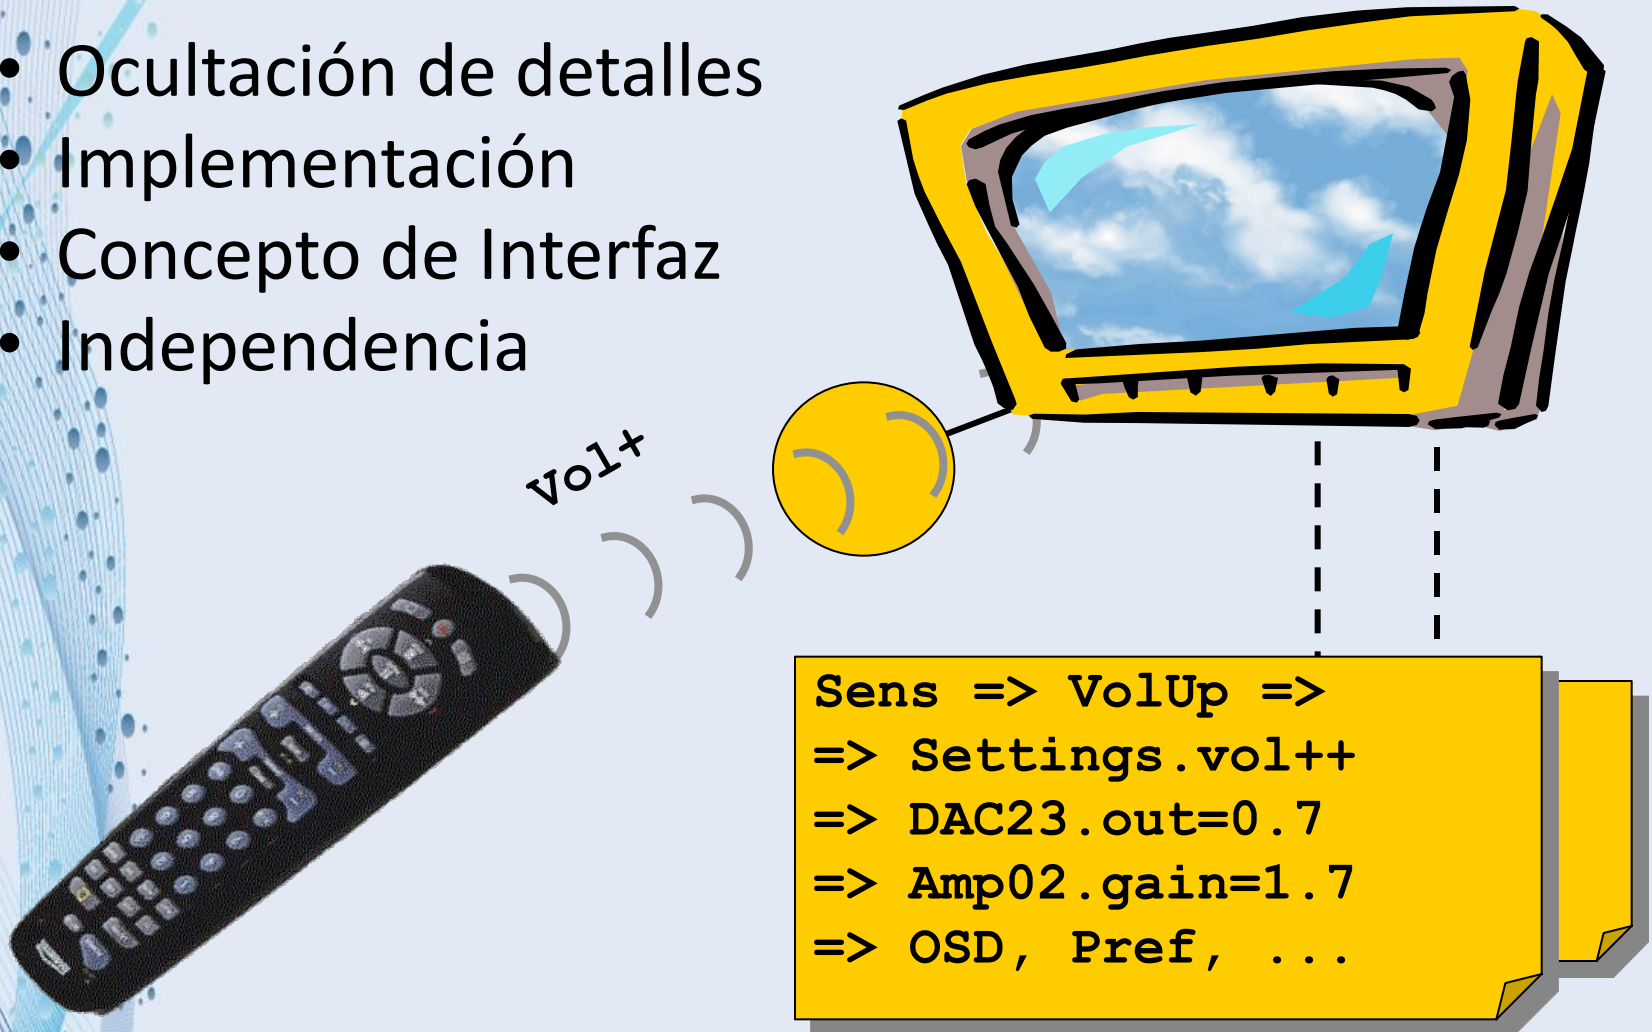 • Ocultación de detalles
• Implementación
• Concepto de Interfaz
• Independencia
vol+
Sens => VolUp =>
=> Settings.vol++
=> DAC23.out=0.7
=> Amp02.gain=1.7
=> OSD, Pref, ...